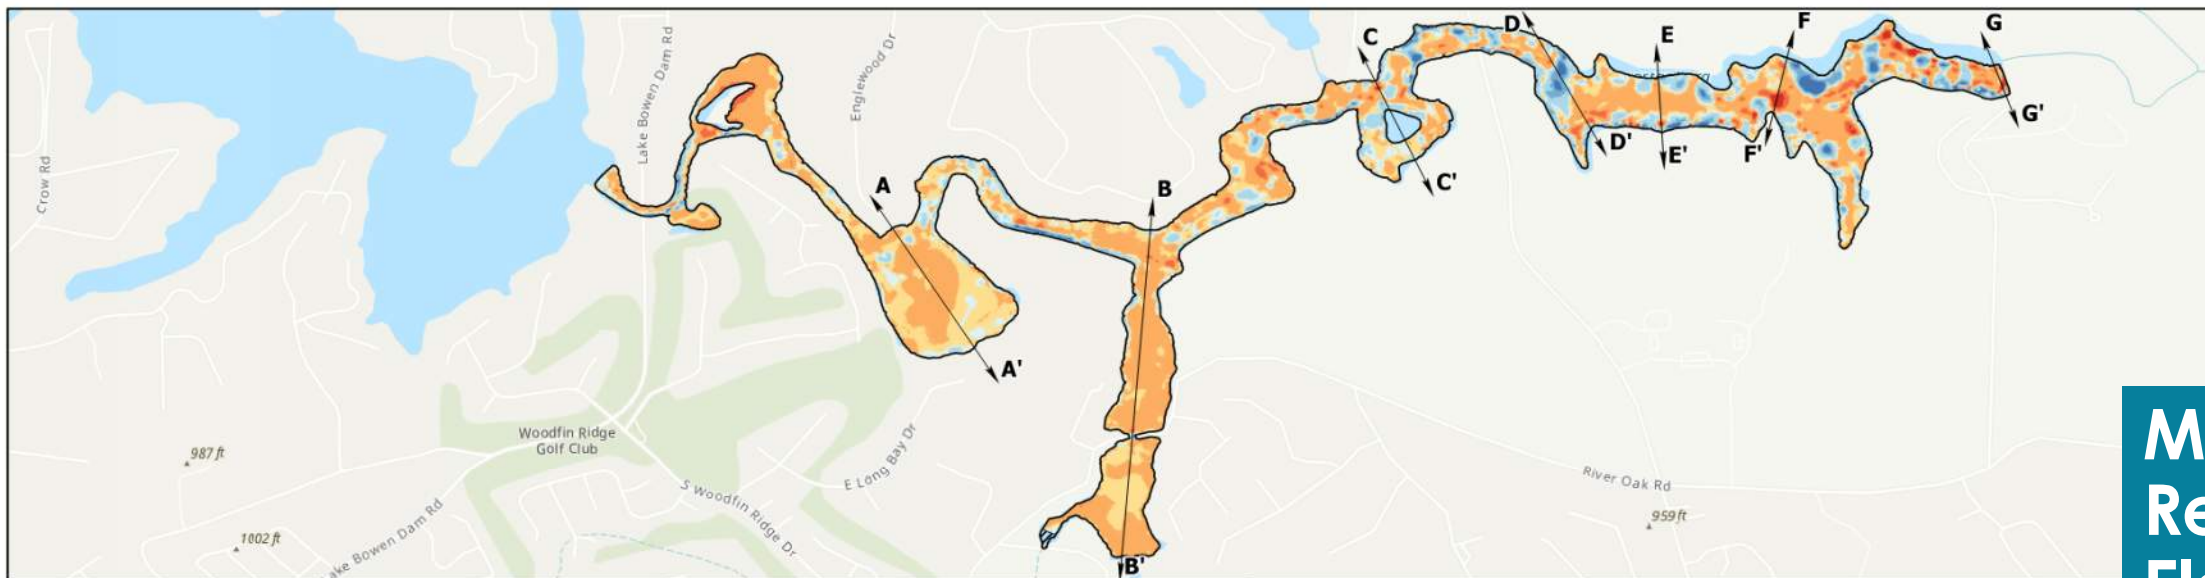 Crow Rd
Lake Bowen Dam Rd
Englewood Dr
A
A'
B
B'
C
C'
D
D'
E
E'
F
F'
G
G'
Woodfin Ridge
Golf Club
987 ft
1002 ft
Lake Bowen Dam Rd
S Woodfin Ridge Dr
E Long Bay Dr
River Oak Rd
959 ft
M
Re